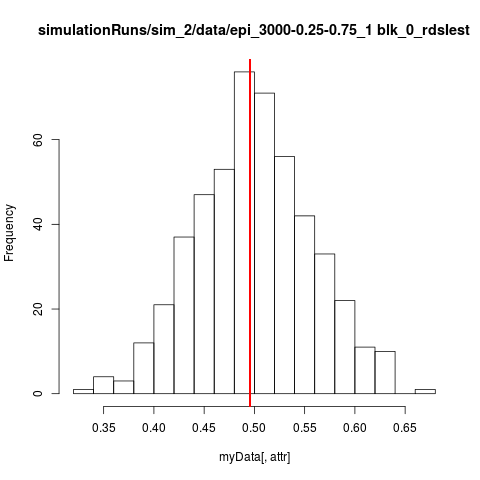 simulationRuns/sim_2/data/epi_3000-0.25-0.75_1 blk_0_rdslest
Frequency
60
40
20
0
0.35 0.40 0.45 0.50 0.55 0.60 0.65
myData[, attr]